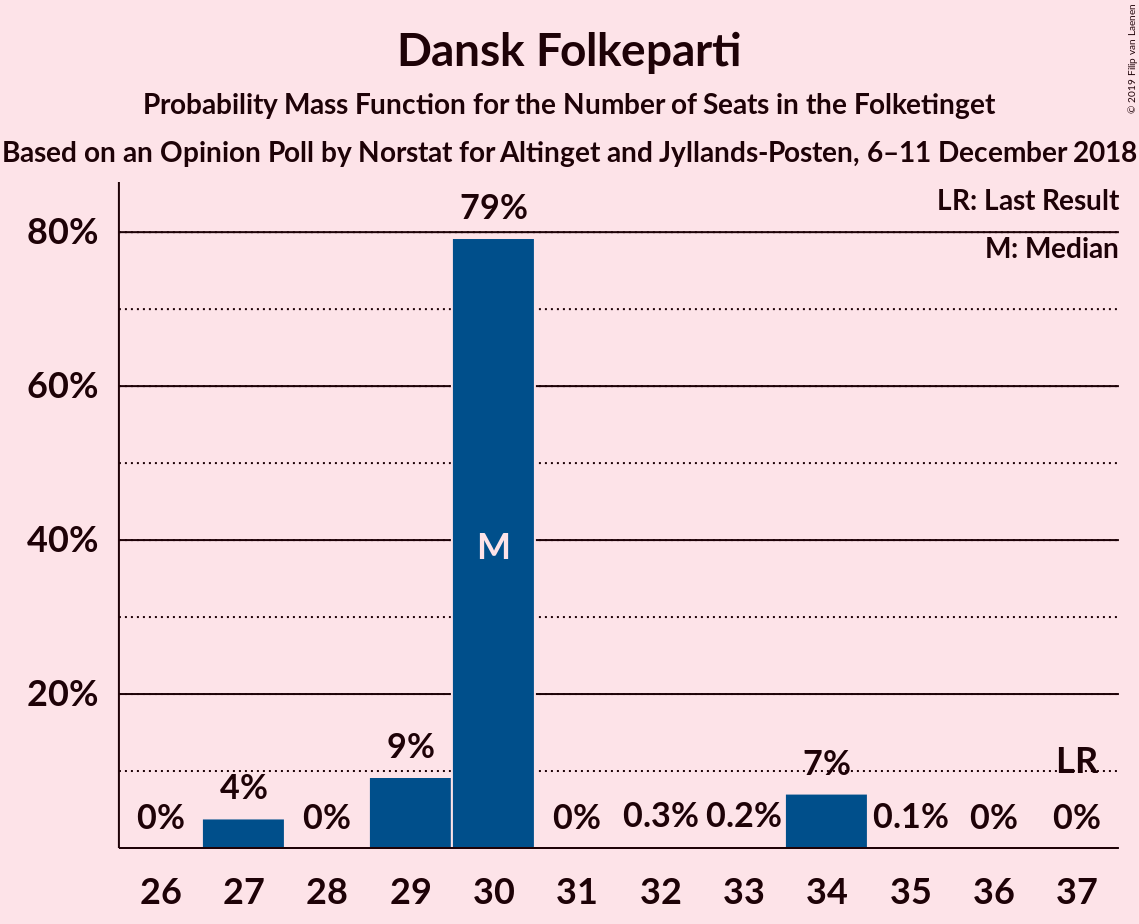 Dansk Folkeparti
Probability Mass Function for the Number of Seats in the Folketinget
Based on an Opinion Poll by Norstat for Altinget and Jyllands-Posten, 6–11 December 2018
© 2019 Filip van Laenen
LR: Last Result
M: Median
80%
60%
40%
20%
0%
4%
0%
9%
79%
M
0%
0.3%
0.2%
7%
0.1%
0%
LR
0%
26 27 28 29 30 31 32 33 34 35 36 37